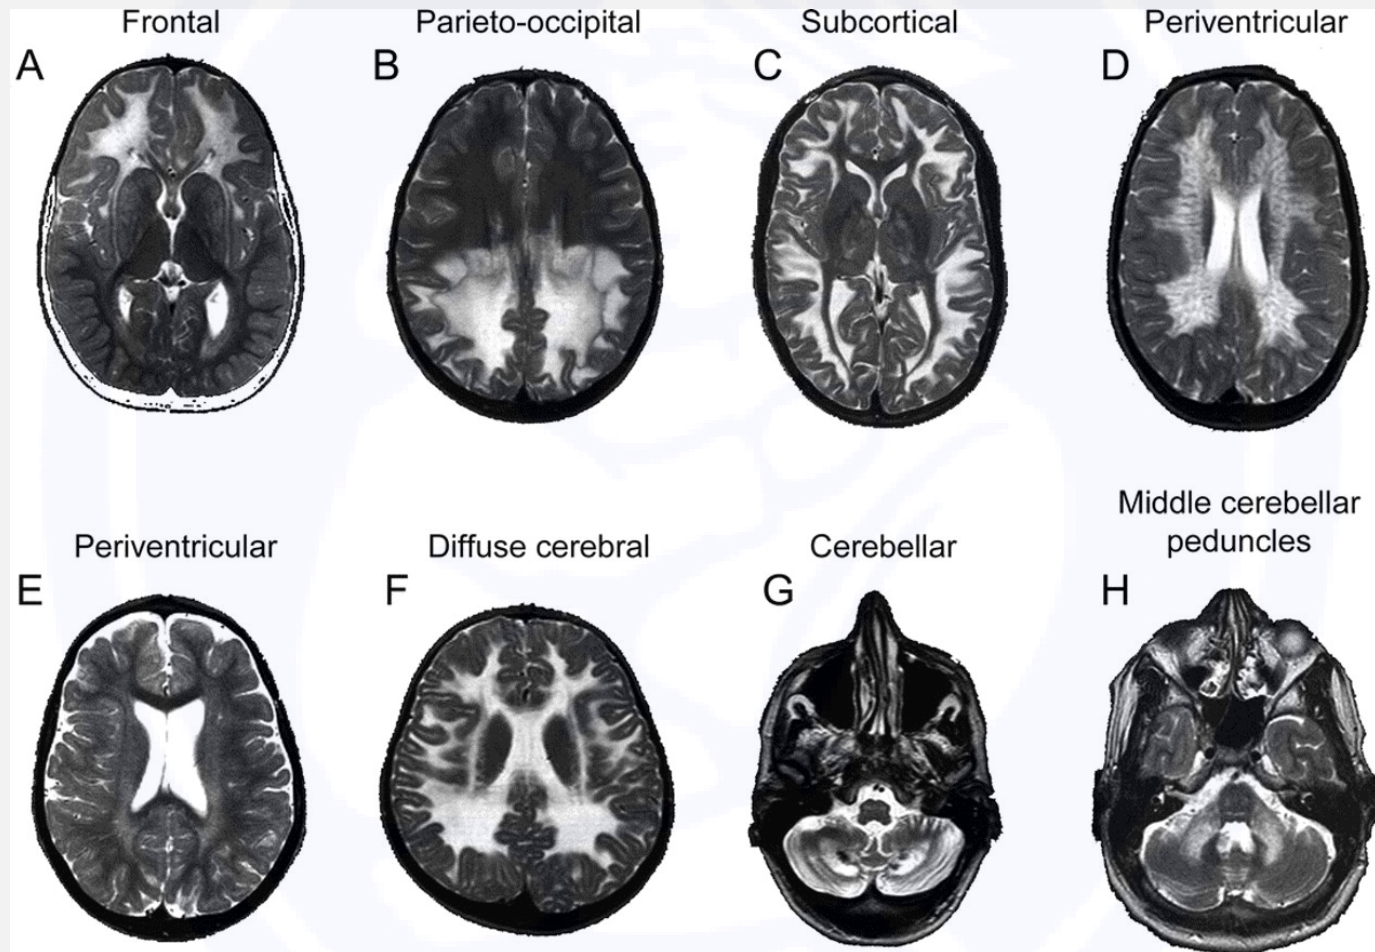 Frontal
Parieto-occipital
Subcortical
Periventricular
A
B
C
D
Periventricular
Diffuse cerebral
Cerebellar
Middle cerebellar
peduncles
E
F
G
H